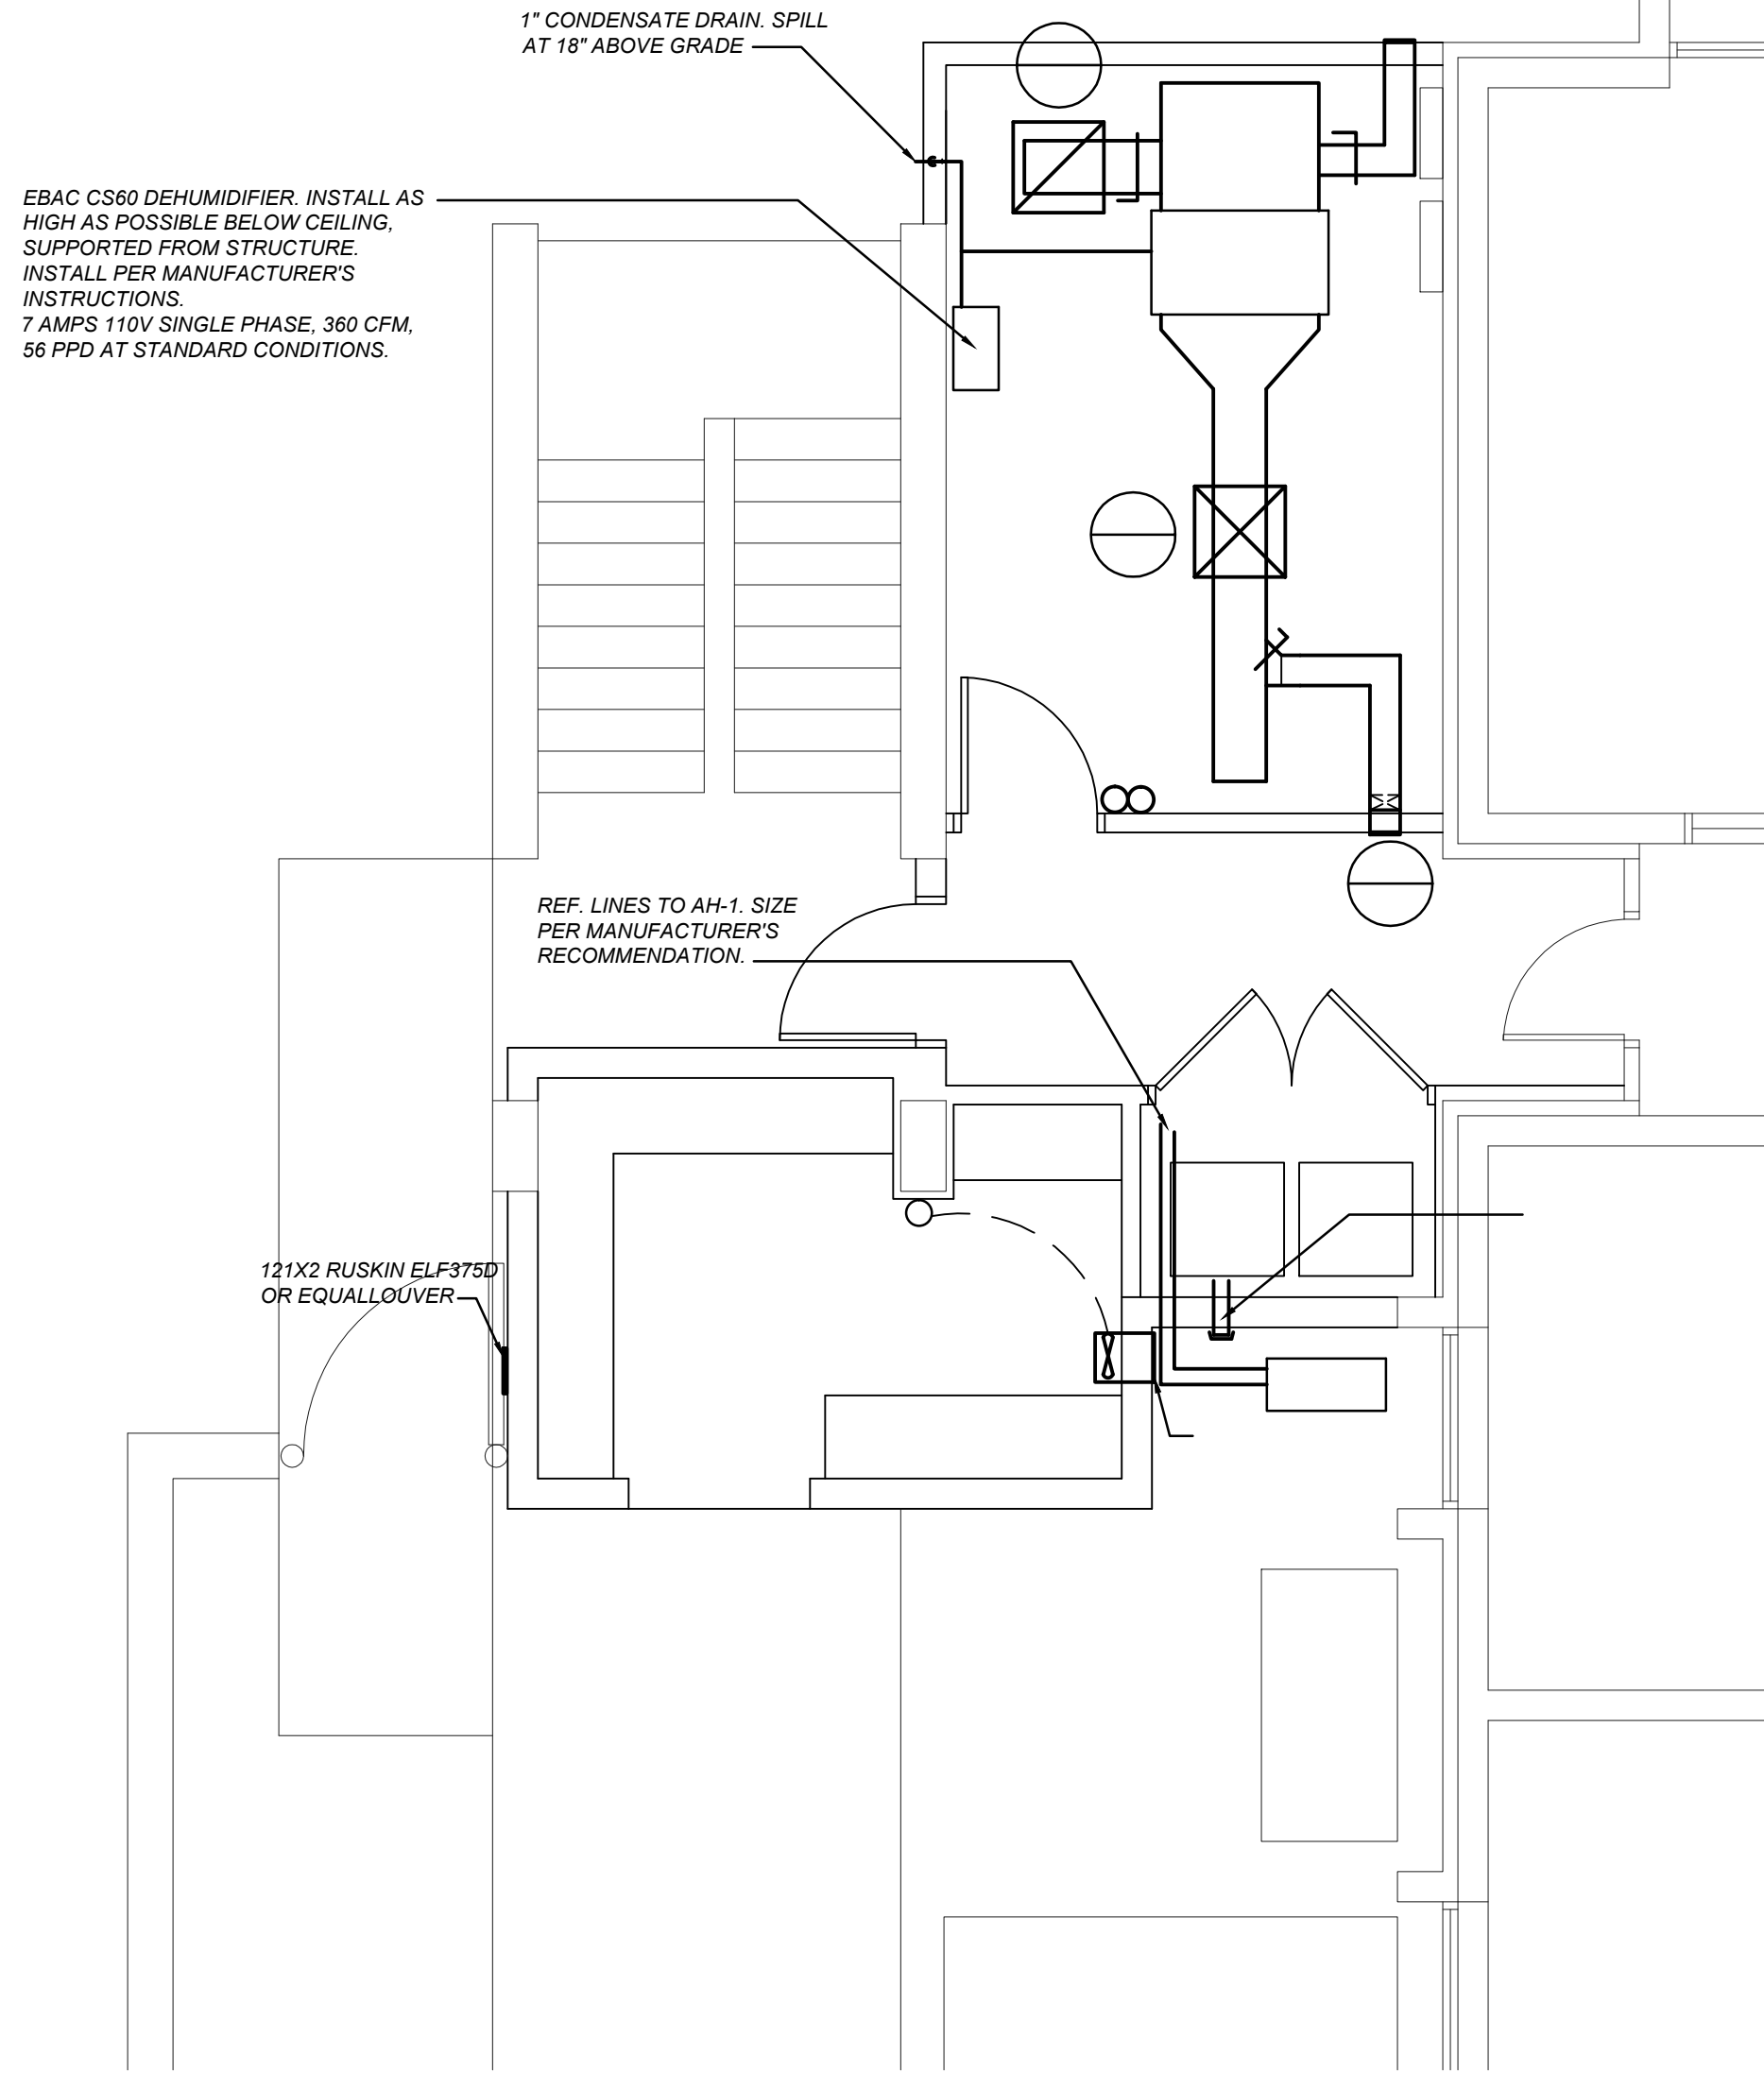 1" CONDENSATE DRAIN. SPILL
AT 18" ABOVE GRADE
EBAC CS60 DEHUMIDIFIER. INSTALL AS
HIGH AS POSSIBLE BELOW CEILING,
SUPPORTED FROM STRUCTURE.
INSTALL PER MANUFACTURER'S
INSTRUCTIONS.
7 AMPS 110V SINGLE PHASE, 360 CFM,
56 PPD AT STANDARD CONDITIONS.
REF. LINES TO AH-1. SIZE
PER MANUFACTURER'S
RECOMMENDATION.
121X2 RUSKIN ELF375D
OR EQUALLOUVER